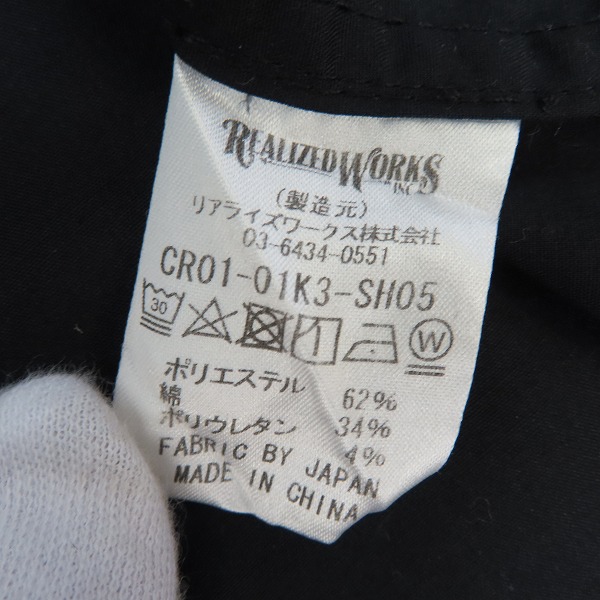 REALIZED WORKS
INC
(製造元)
リアライズワークス株式会社
03-6434-0551
CR01-01K3-SH05
30 W
ポリエステル 62%
綿 34%
ポリウレタン 4%
FABRIC BY JAPAN
MADE IN CHINA